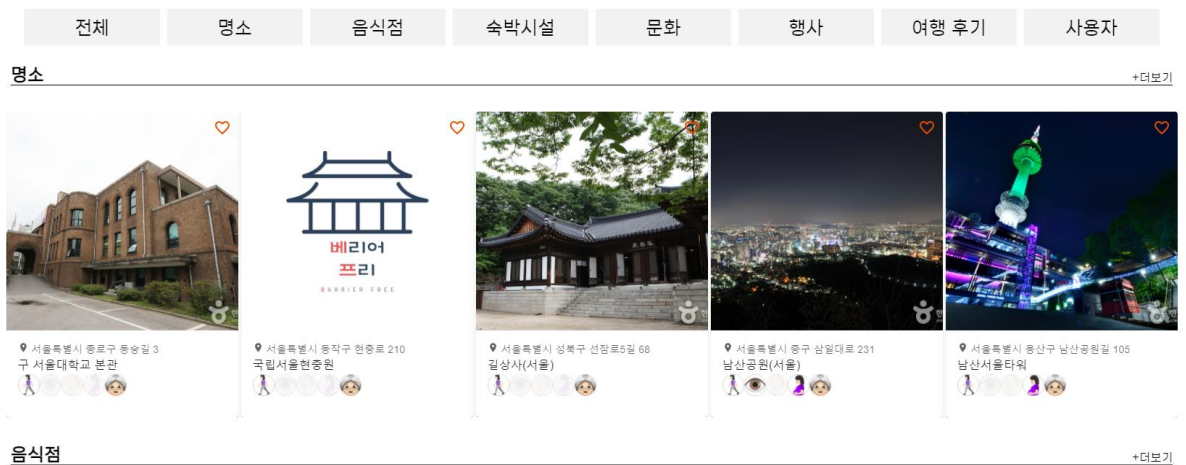 전체
명소
음식점
숙박시설
문화
행사
여행 후기
사용자
명소
+더보기
베리어
프리
BARRIER FREE
서울특별시 종로구 동숭길 3
구 서울대학교 본관
서울특별시 동작구 현충로 210
국립서울현충원
서울특별시 성북구 선잠로5길 68
길상사(서울)
서울특별시 중구 삼일대로 231
남산공원(서울)
서울특별시 용산구 남산공원길 105
남산서울타워
음식점
+더보기